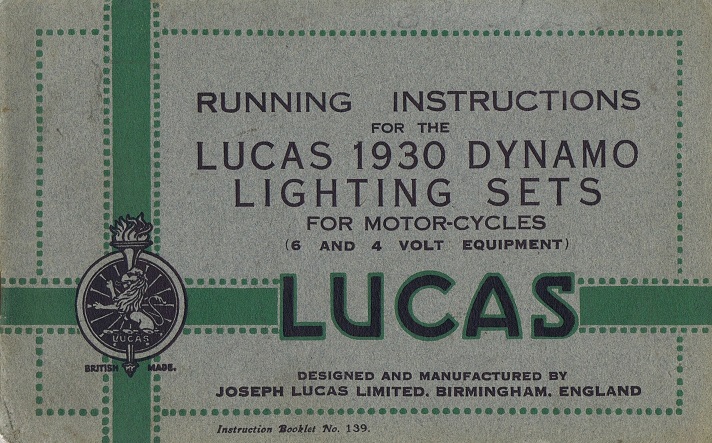 RUNNING INSTRUCTIONS
FOR THE
LUCAS 1930 DYNAMO
LIGHTING SETS
FOR MOTOR-CYCLES
(6 AND 4 VOLT EQUIPMENT)
LUCAS
LUCAS
BRITISH MADE.
DESIGNED AND MANUFACTURED BY
JOSEPH LUCAS LIMITED. BIRMINGHAM. ENGLAND
Instruction Booklet No. 139.